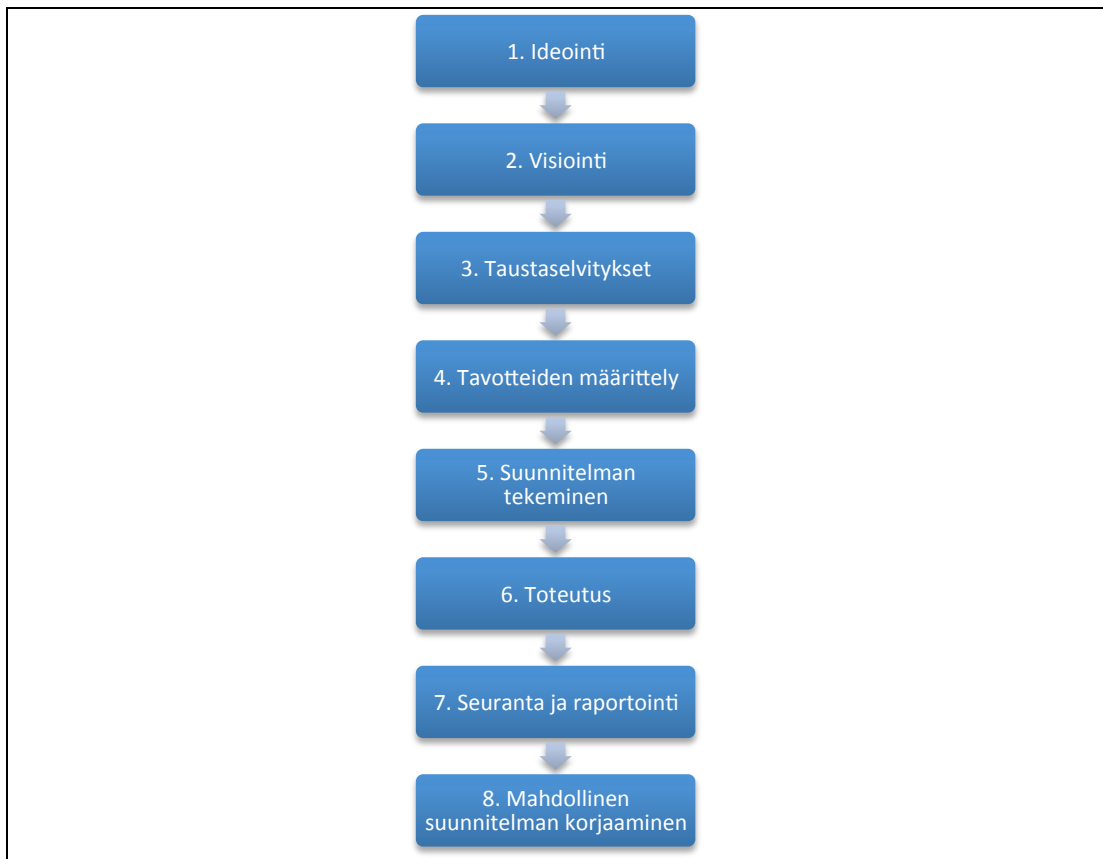 1. Ideointi
2. Visiointi
3. Taustaselvitykset
4. Tavotteiden määrittely
5. Suunnitelman
tekeminen
6. Toteutus
7. Seuranta ja raportointi
8. Mahdollinen
suunnitelman korjaaminen